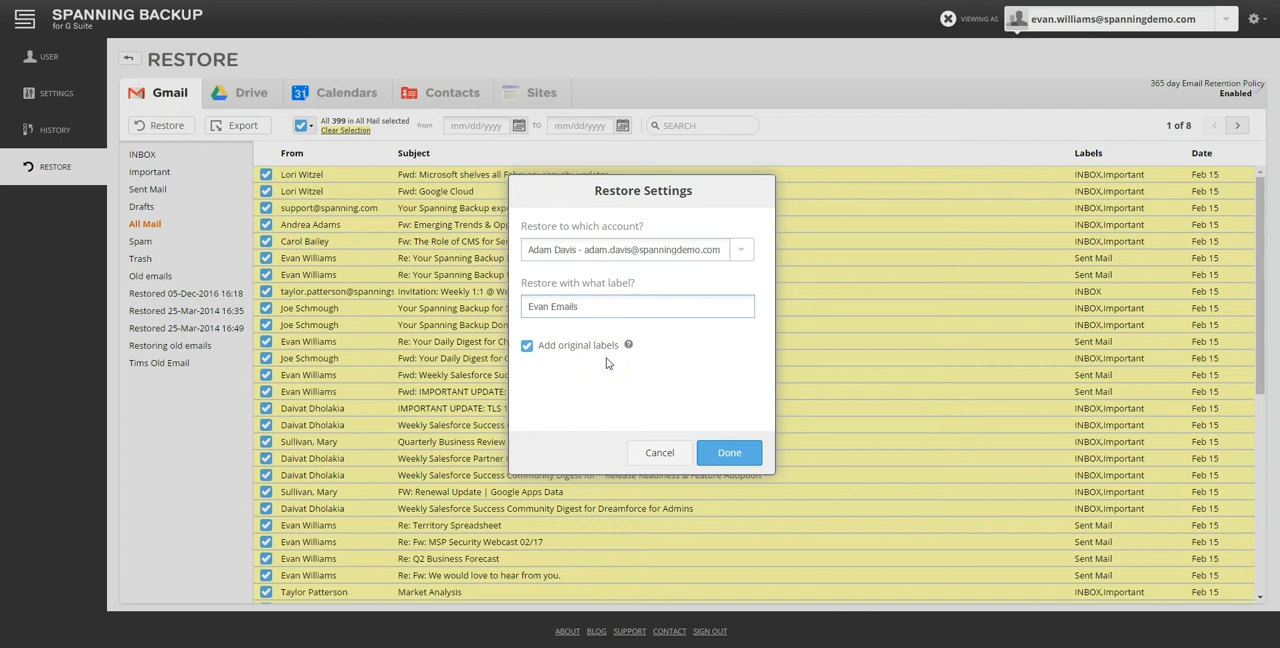 SPANNING BACKUP
for G Suite
VIEWING AS
evan.williams@spanningdemo.com
USER
SETTINGS
HISTORY
RESTORE
RESTORE
365 day Email Retention Policy
Enabled
Gmail
Drive
31
Calendars
Contacts
Sites
Restore
Export
All 399 in All Mail selected
Clear Selection
from
mm/dd/yyyy
TO
mm/dd/yyyy
SEARCH
1 of 8
INBOX
Important
Sent Mail
Drafts
All Mail
Spam
Trash
Old emails
Restored 05-Dec-2016 16:18
Restored 25-Mar-2014 16:35
Restored 25-Mar-2014 16:49
Restoring old emails
Tims Old Email
From Subject Labels Date
Lori Witzel Fwd: Microsoft shelves all February security updates INBOX,Important Feb 15
Lori Witzel Fwd: Google Cloud INBOX,Important Feb 15
support@spanning.com Your Spanning Backup INBOX,Important Feb 15
Andrea Adams Fw: Emerging Trends & INBOX,Important Feb 15
Carol Bailey Fw: The Role of CMS for INBOX,Important Feb 15
Evan Williams Re: Your Spanning Backup Sent Mail Feb 15
Evan Williams Re: Your Spanning Backup Sent Mail Feb 15
taylor.patterson@spannings Invitation: Weekly 1:1 @ INBOX Feb 15
Joe Schmough Your Spanning Backup for INBOX,Important Feb 15
Joe Schmough Your Spanning Backup INBOX,Important Feb 15
Evan Williams Re: Your Daily Digest for Sent Mail Feb 15
Joe Schmough Fwd: Your Daily Digest for INBOX,Important Feb 15
Evan Williams Fwd: Weekly Salesforce Sent Mail Feb 15
Evan Williams Fwd: IMPORTANT UPDATE: Sent Mail Feb 15
Daivat Dholakia IMPORTANT UPDATE: TLS INBOX,Important Feb 15
Daivat Dholakia Weekly Salesforce Success INBOX,Important Feb 15
Sullivan, Mary Quarterly Business Review INBOX,Important Feb 15
Daivat Dholakia Weekly Salesforce Partner INBOX,Important Feb 15
Daivat Dholakia Weekly Salesforce Success Community Digest for - Release Readiness & Feature Adoption INBOX,Important Feb 15
Sullivan, Mary FW: Renewal Update | Google Apps Data INBOX,Important Feb 15
Daivat Dholakia Weekly Salesforce Success Community Digest for Dreamforce for Admins INBOX,Important Feb 15
Evan Williams Re: Territory Spreadsheet Sent Mail Feb 15
Evan Williams Re: Fw: MSP Security Webcast 02/17 Sent Mail Feb 15
Evan Williams Re: Q2 Business Forecast Sent Mail Feb 15
Evan Williams Re: Fw: We would love to hear from you. Sent Mail Feb 15
Taylor Patterson Market Analysis INBOX,Important Feb 15
Restore Settings
Restore to which account?
Adam Davis - adam.davis@spanningdemo.com
Restore with what label?
Evan Emails
Add original labels ?
Cancel
Done
ABOUT BLOG SUPPORT CONTACT SIGN OUT